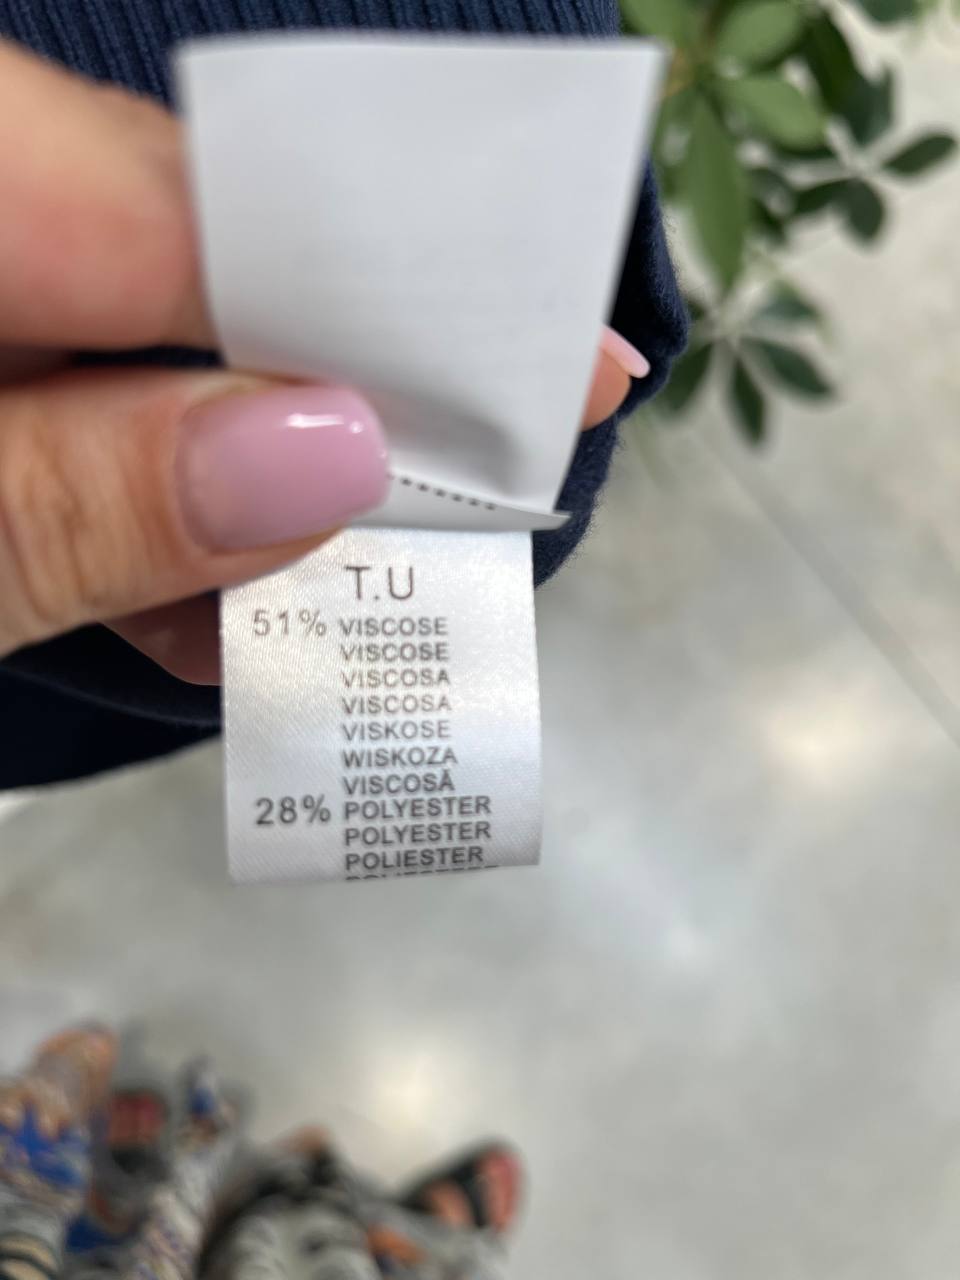 T.U
51% VISCOSE
VISCOSE
VISCOSA
VISCOSA
VISKOSE
WISKOZA
VISCOSĂ
28% POLYESTER
POLYESTER
POLIESTER